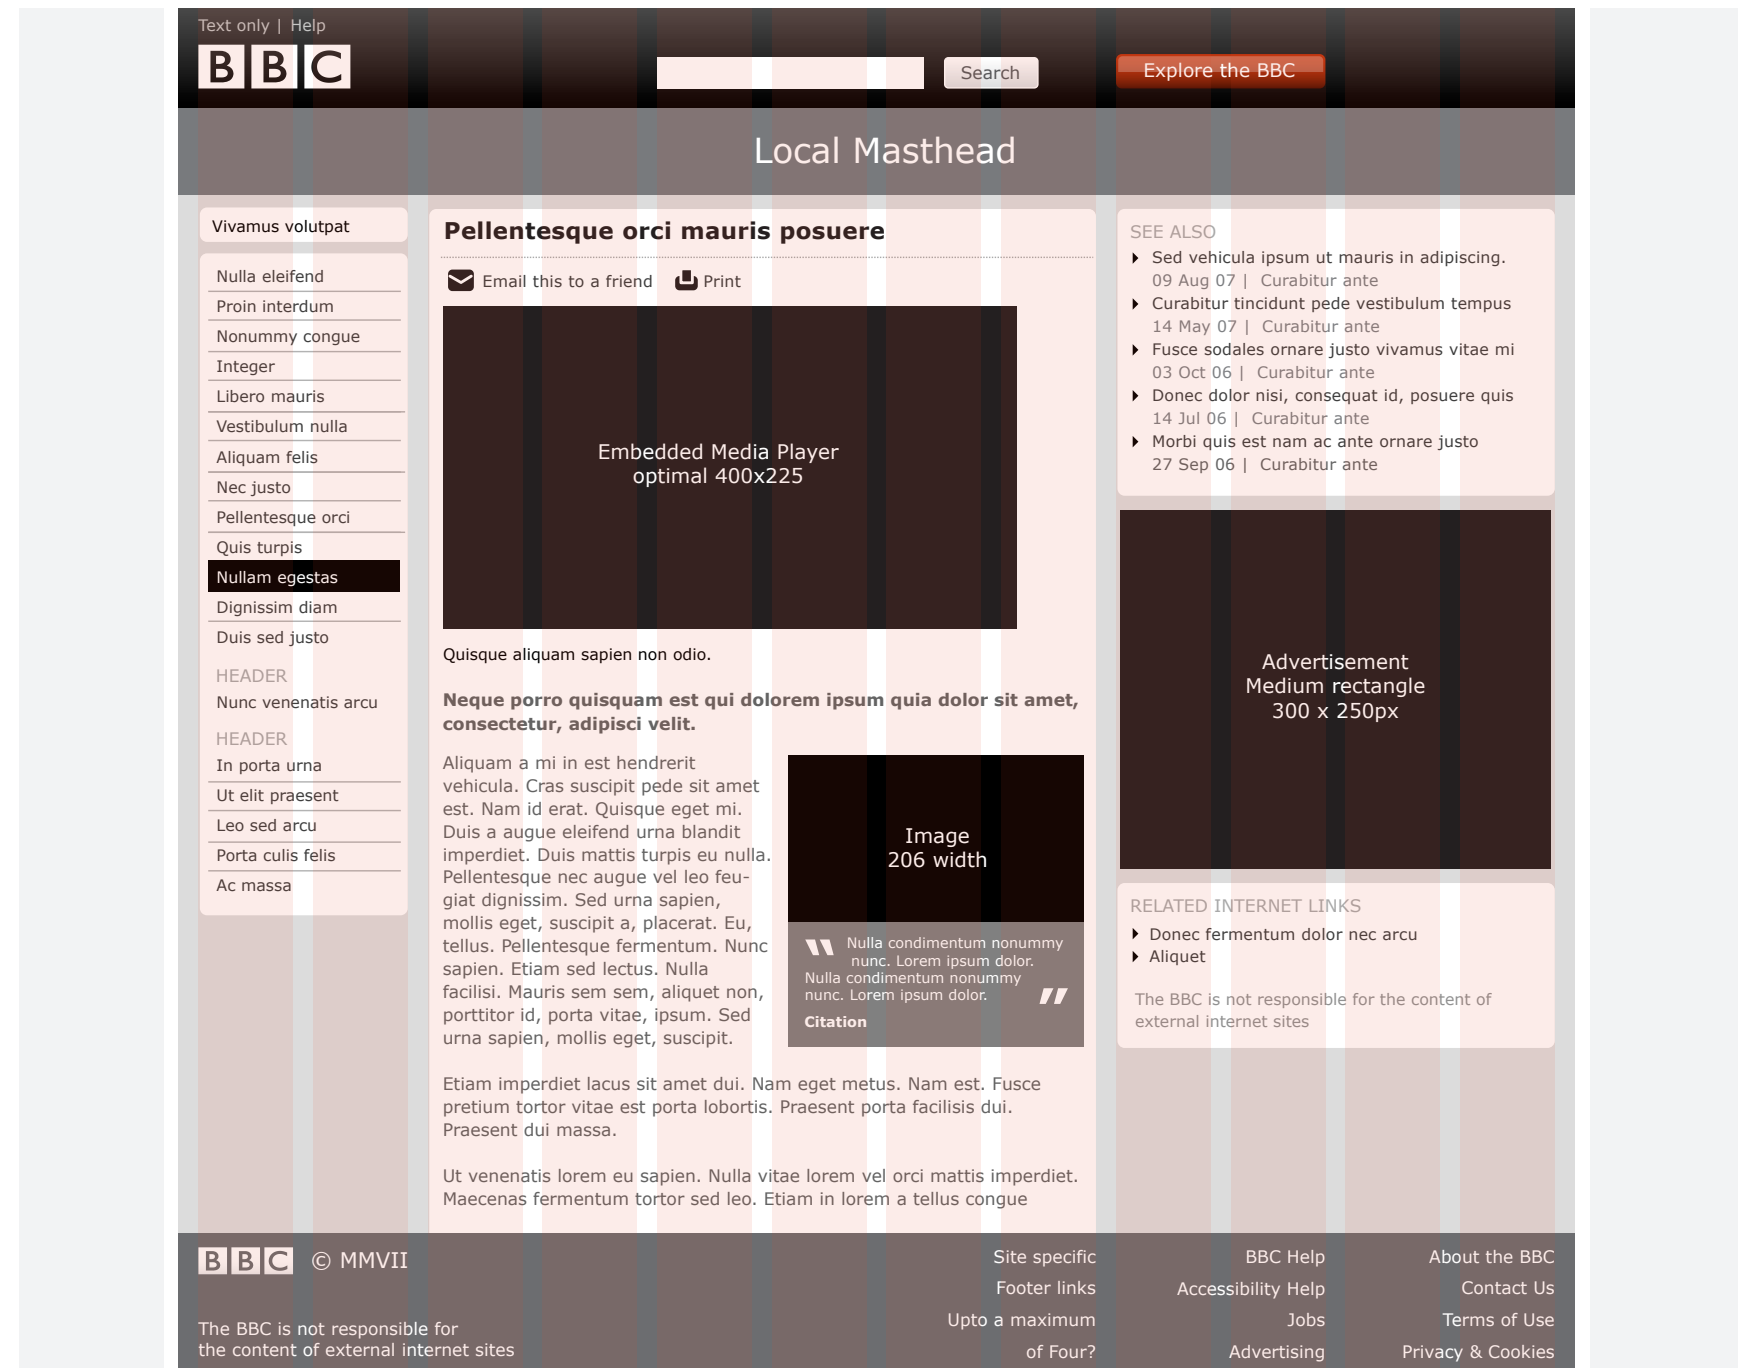 Text only | Help
BBC
Search
Explore the BBC
Local Masthead
Vivamus volutpat
Nulla eleifend
Proin interdum
Nonummy congue
Integer
Libero mauris
Vestibulum nulla
Aliquam felis
Nec justo
Pellentesque orci
Quis turpis
Nullam egestas
Dignissim diam
Duis sed justo
HEADER
Nunc venenatis arcu
HEADER
In porta urna
Ut elit praesent
Leo sed arcu
Porta culis felis
Ac massa
Pellentesque orci mauris posuere
Email this to a friend
Print
Embedded Media Player
optimal 400x225
Quisque aliquam sapien non odio.
Neque porro quisquam est qui dolorem ipsum quia dolor sit amet,
consectetur, adipisci velit.
Aliquam a mi in est hendrerit
vehicula. Cras suscipit pede sit amet
est. Nam id erat. Quisque eget mi.
Duis a augue eleifend urna blandit
imperdiet. Duis mattis turpis eu nulla.
Pellentesque nec augue vel leo feu-
giat dignissim. Sed urna sapien,
mollis eget, suscipit a, placerat. Eu,
tellus. Pellentesque fermentum. Nunc
sapien. Etiam sed lectus. Nulla
facilisi. Mauris sem sem, aliquet non,
porttitor id, porta vitae, ipsum. Sed
urna sapien, mollis eget, suscipit.
Image
206 width
" Nulla condimentum nonummy
nunc. Lorem ipsum dolor.
Nulla condimentum nonummy
nunc. Lorem ipsum dolor. "
Citation
Etiam imperdiet lacus sit amet dui. Nam eget metus. Nam est. Fusce
pretium tortor vitae est porta lobortis. Praesent porta facilisis dui.
Praesent dui massa.
Ut venenatis lorem eu sapien. Nulla vitae lorem vel orci mattis imperdiet.
Maecenas fermentum tortor sed leo. Etiam in lorem a tellus congue
SEE ALSO
Sed vehicula ipsum ut mauris in adipiscing.
09 Aug 07 | Curabitur ante
Curabitur tincidunt pede vestibulum tempus
14 May 07 | Curabitur ante
Fusce sodales ornare justo vivamus vitae mi
03 Oct 06 | Curabitur ante
Donec dolor nisi, consequat id, posuere quis
14 Jul 06 | Curabitur ante
Morbi quis est nam ac ante ornare justo
27 Sep 06 | Curabitur ante
Advertisement
Medium rectangle
300 x 250px
RELATED INTERNET LINKS
Donec fermentum dolor nec arcu
Aliquet
The BBC is not responsible for the content of
external internet sites
BBC © MMVII
The BBC is not responsible for
the content of external internet sites
Site specific
Footer links
Upto a maximum
of Four?
BBC Help
Accessibility Help
Jobs
Advertising
About the BBC
Contact Us
Terms of Use
Privacy & Cookies